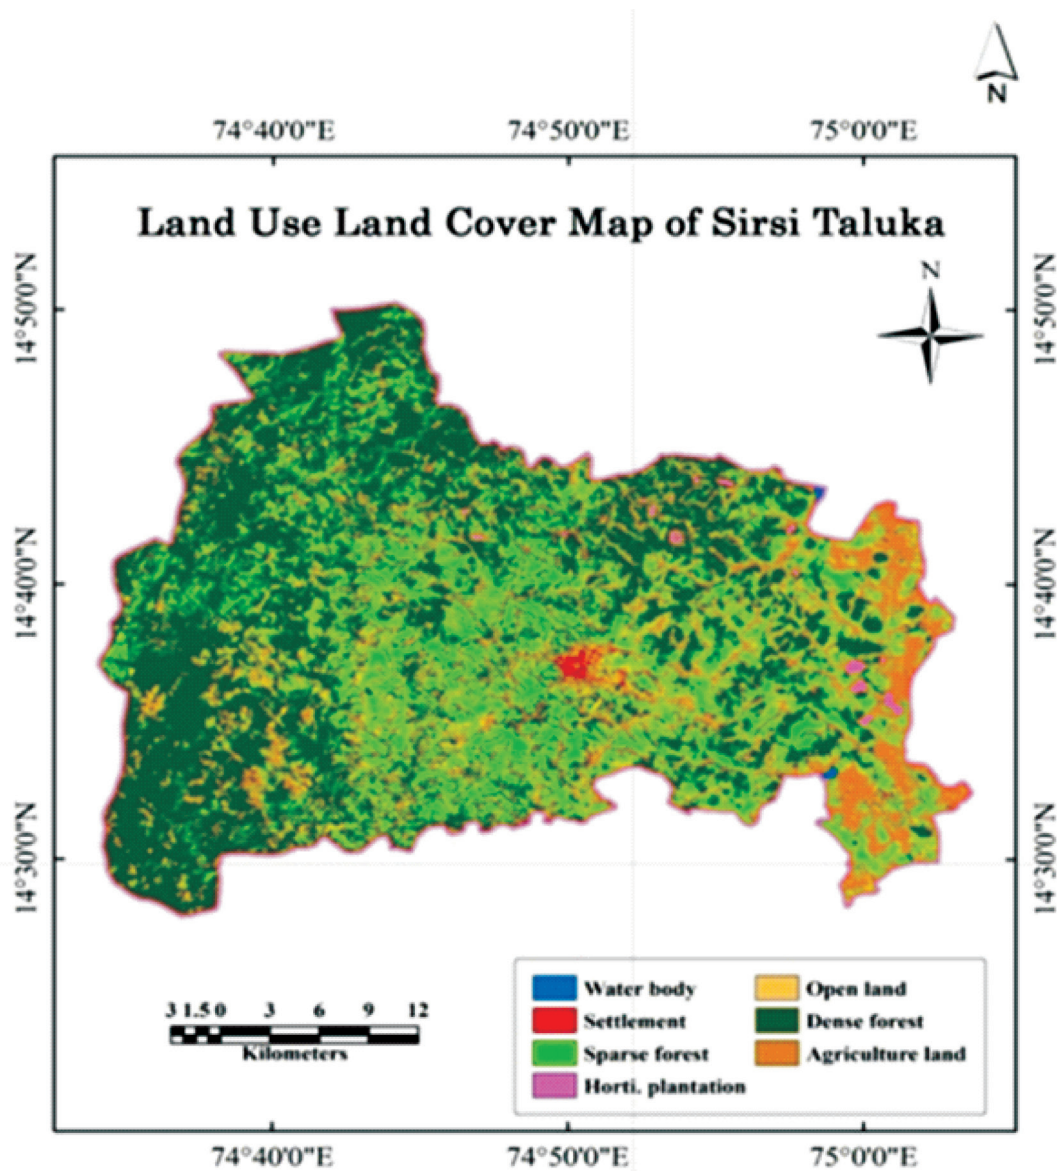 N
74°40'0"E 74°50'0"E 75°0'0"E
Land Use Land Cover Map of Sirsi Taluka
N
14°50'0"N 14°50'0"N
14°40'0"N 14°40'0"N
14°30'0"N 14°30'0"N
3 1.5 0 3 6 9 12
Kilometers
Water body
Settlement
Sparse forest
Horti. plantation
Open land
Dense forest
Agriculture land
74°40'0"E 74°50'0"E 75°0'0"E